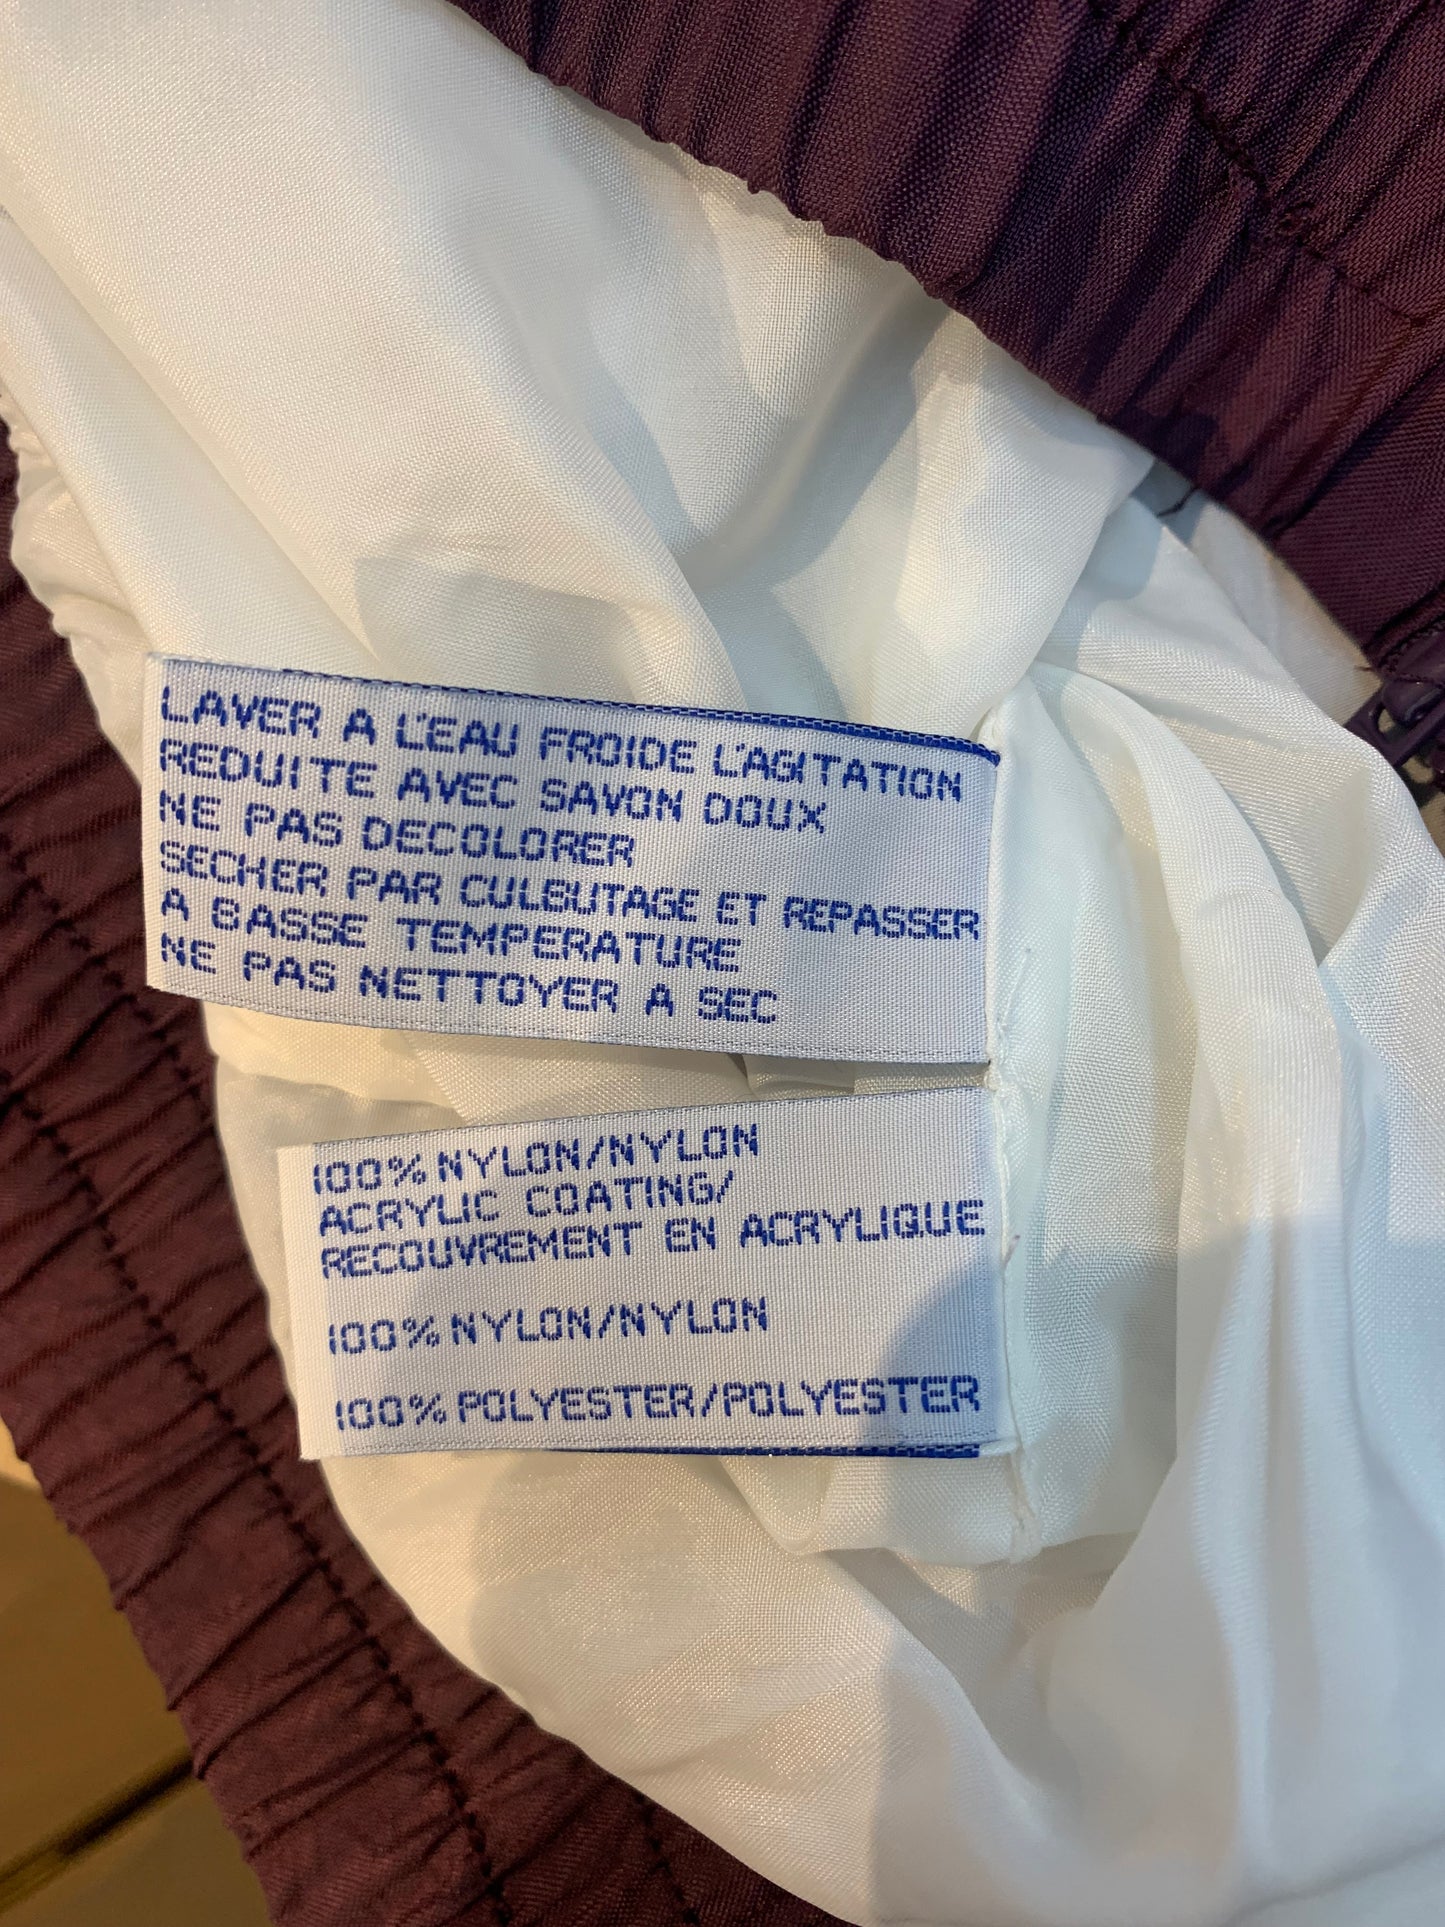 LAVER A L'EAU FROIDE L'AGITATION
REDUITE AVEC SAVON DOUX
NE PAS DECOLORER
SECHER PAR CULBUTAGE ET REPASSER
A BASSE TEMPERATURE
NE PAS NETTOYER A SEC
100% NYLON/NYLON
ACRYLIC COATING/
RECOUVREMENT EN ACRYLIQUE
100% NYLON/NYLON
100% POLYESTER/POLYESTER